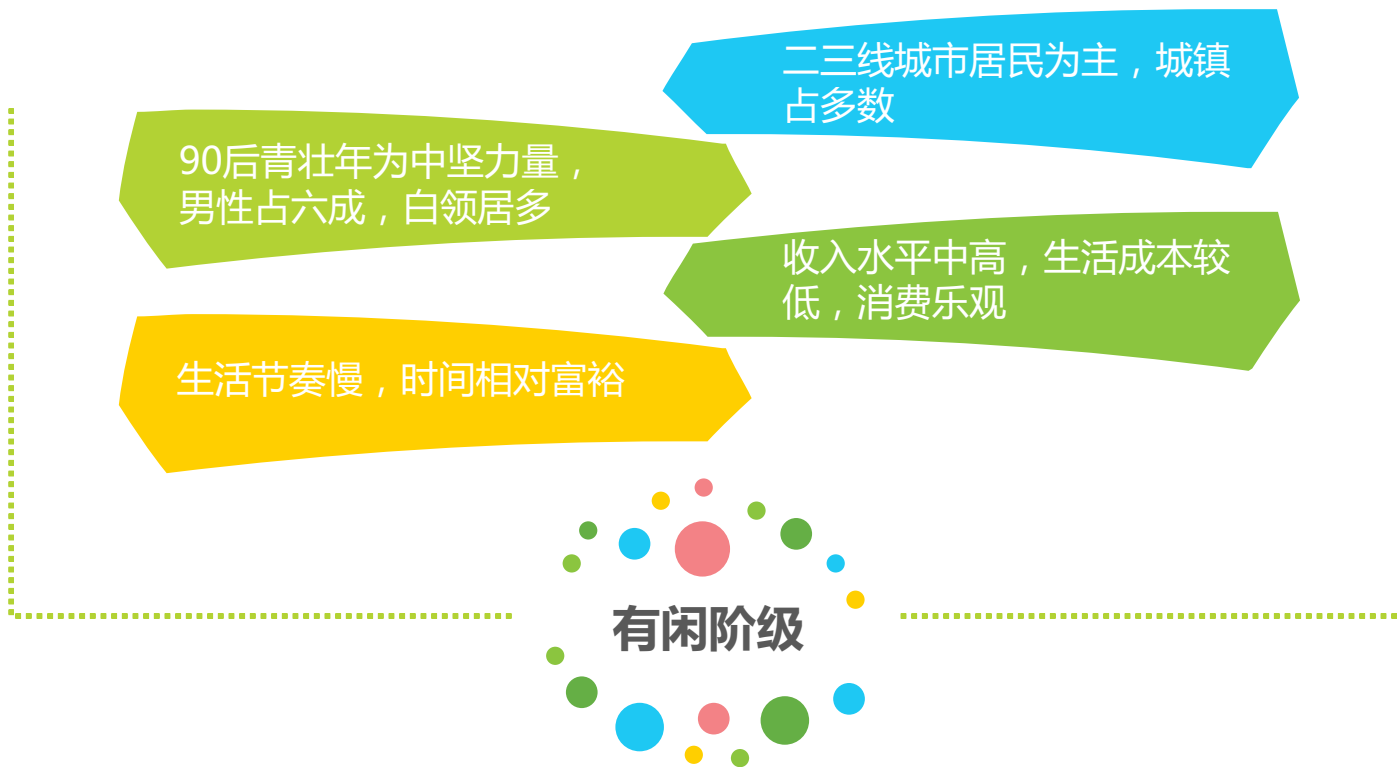 二三线城市居民为主，城镇
占多数
90后青壮年为中坚力量，
男性占六成，白领居多
收入水平中高，生活成本较
低，消费乐观
生活节奏慢，时间相对富裕
有闲阶级